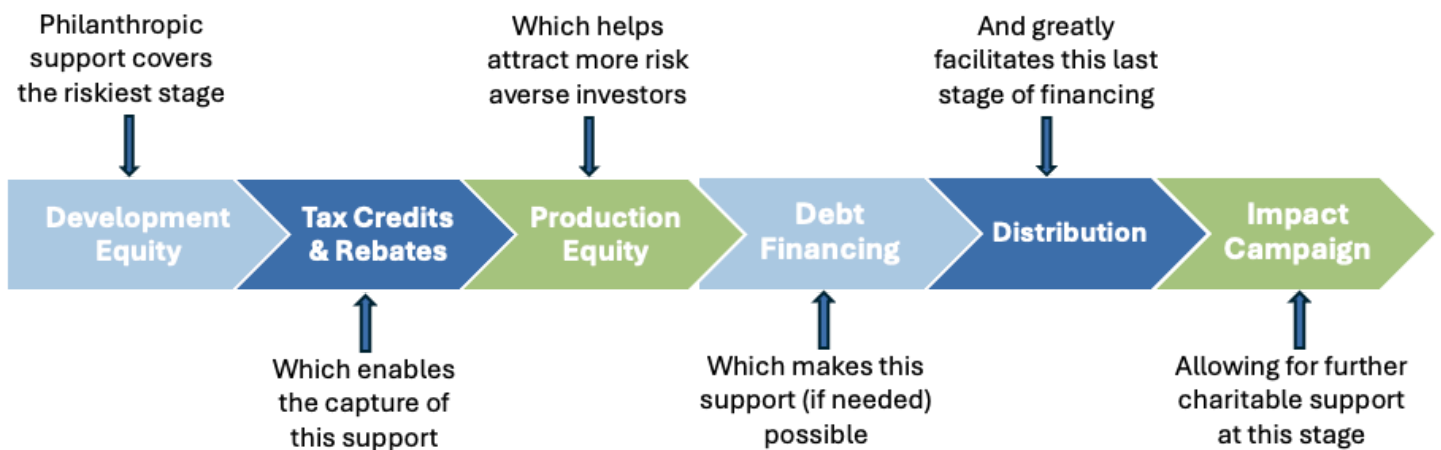 Philanthropic
support covers
the riskiest stage
Which helps
attract more risk
averse investors
And greatly
facilitates this last
stage of financing
Development
Equity
Tax Credits
& Rebates
Production
Equity
Debt
Financing
Distribution
Impact
Campaign
Which enables
the capture of
this support
Which makes this
support (if needed)
possible
Allowing for further
charitable support
at this stage